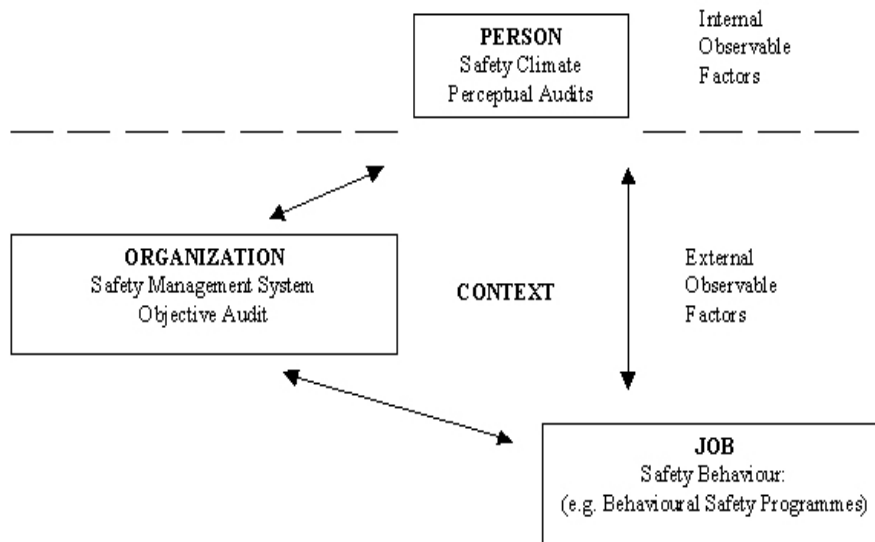 PERSON
Safety Climate
Perceptual Audits
Internal
Observable
Factors
ORGANIZATION
Safety Management System
Objective Audit
CONTEXT
External
Observable
Factors
JOB
Safety Behaviour:
(e.g. Behavioural Safety Programmes)